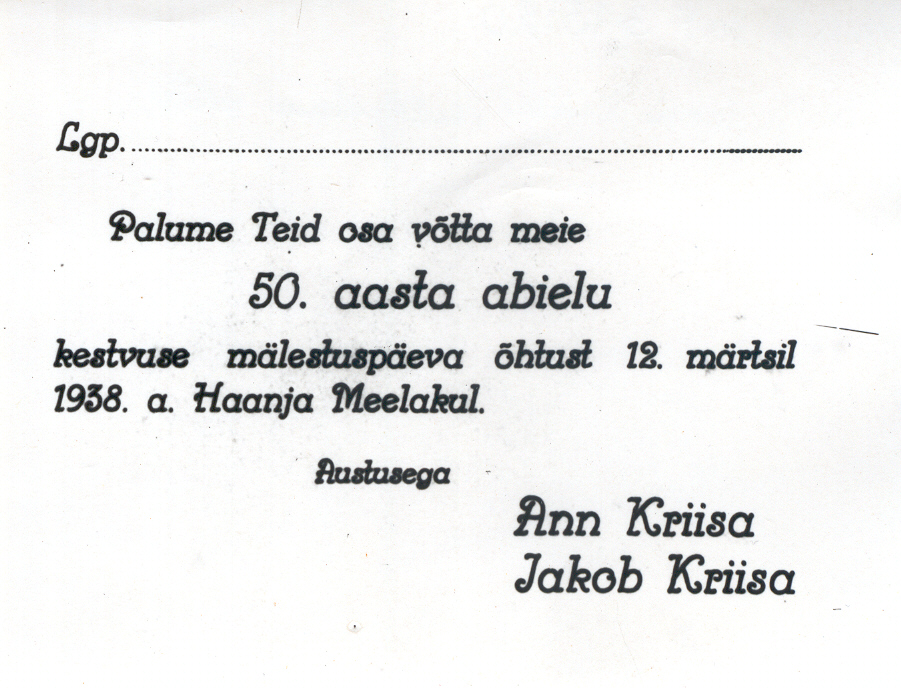 Lgp. ........................................................................
Palume Teid osa võtta meie
50. aasta abielu
kestvuse mälestuspäeva õhtust 12. märtsil
1938. a. Haanja Meelakul.
Austusega
Ann Kriisa
Jakob Kriisa